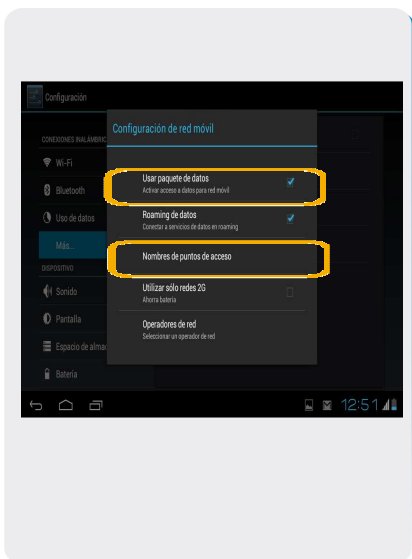 Configuración
CONEXIONES INALÁMBRIC
Wi-Fi
Bluetooth
Uso de datos
Más...
DISPOSITIVO
Sonido
Pantalla
Espacio de almac
Batería
Configuración de red móvil
Usar paquete de datos
Activar acceso a datos para red móvil
Roaming de datos
Conectar a servicios de datos en roaming
Nombres de puntos de acceso
Utilizar sólo redes 2G
Ahorra batería
Operadores de red
Seleccionar un operador de red
12:51